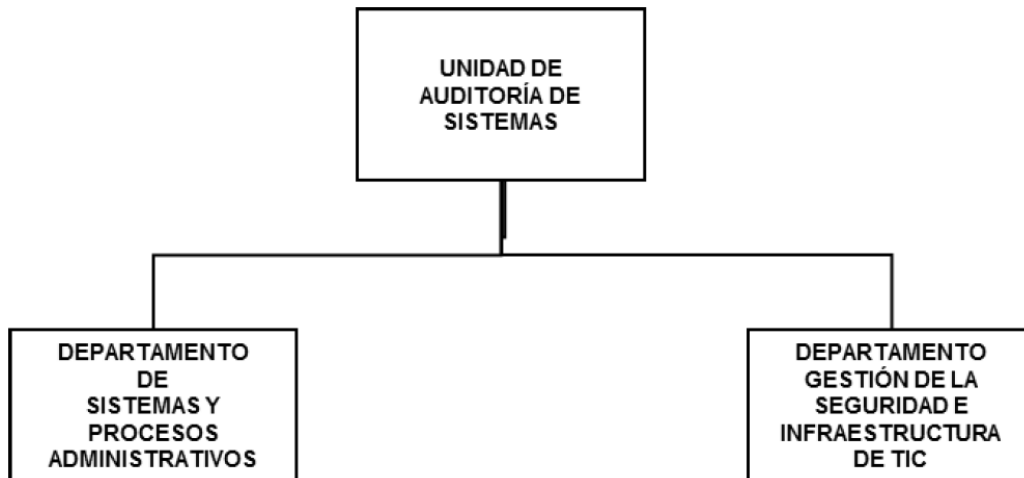 UNIDAD DE
AUDITORÍA DE
SISTEMAS
DEPARTAMENTO
DE
SISTEMAS Y
PROCESOS
ADMINISTRATIVOS
DEPARTAMENTO
GESTIÓN DE LA
SEGURIDAD E
INFRAESTRUCTURA
DE TIC